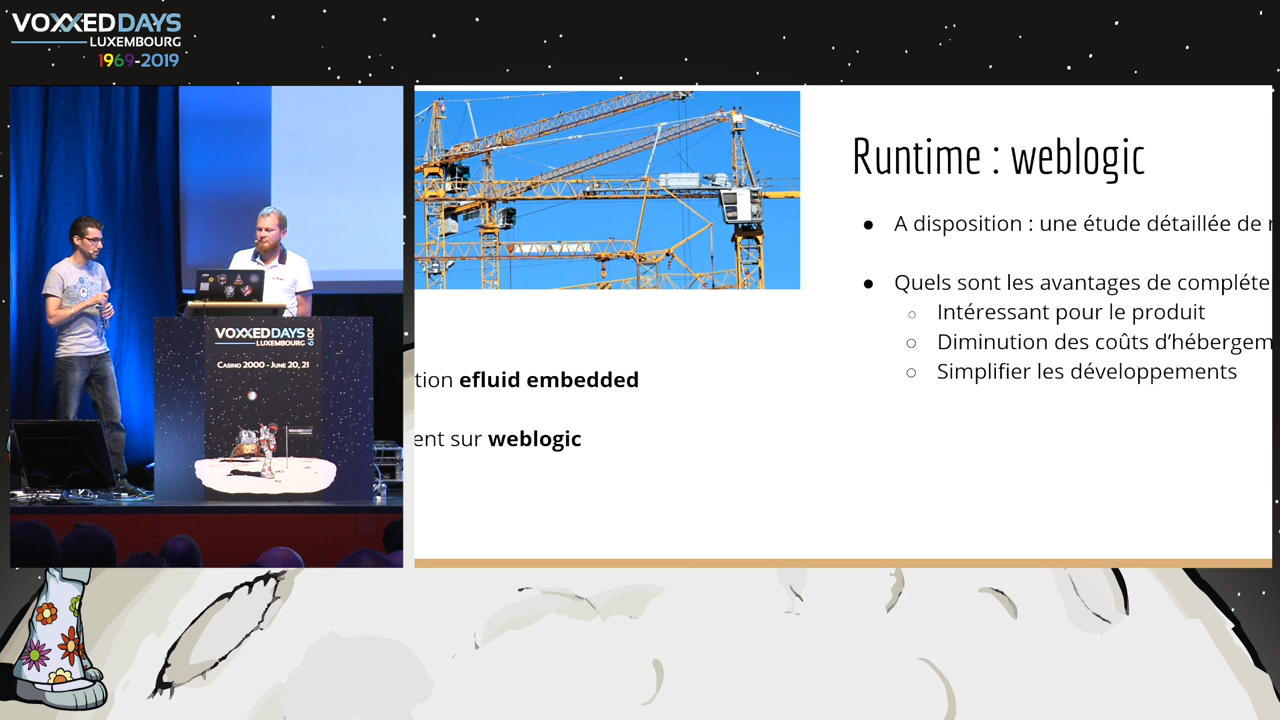 VOXXEDDAYS
LUXEMBOURG
1969-2019
VOXXEDDAYS
LUXEMBOURG
2019
CASINO 2000 - JUNE 20, 21
tion efluid embedded
ent sur weblogic
Runtime : weblogic
● A disposition : une étude détaillée de
● Quels sont les avantages de compléte
○ Intéressant pour le produit
○ Diminution des coûts d’hébergem
○ Simplifier les développements